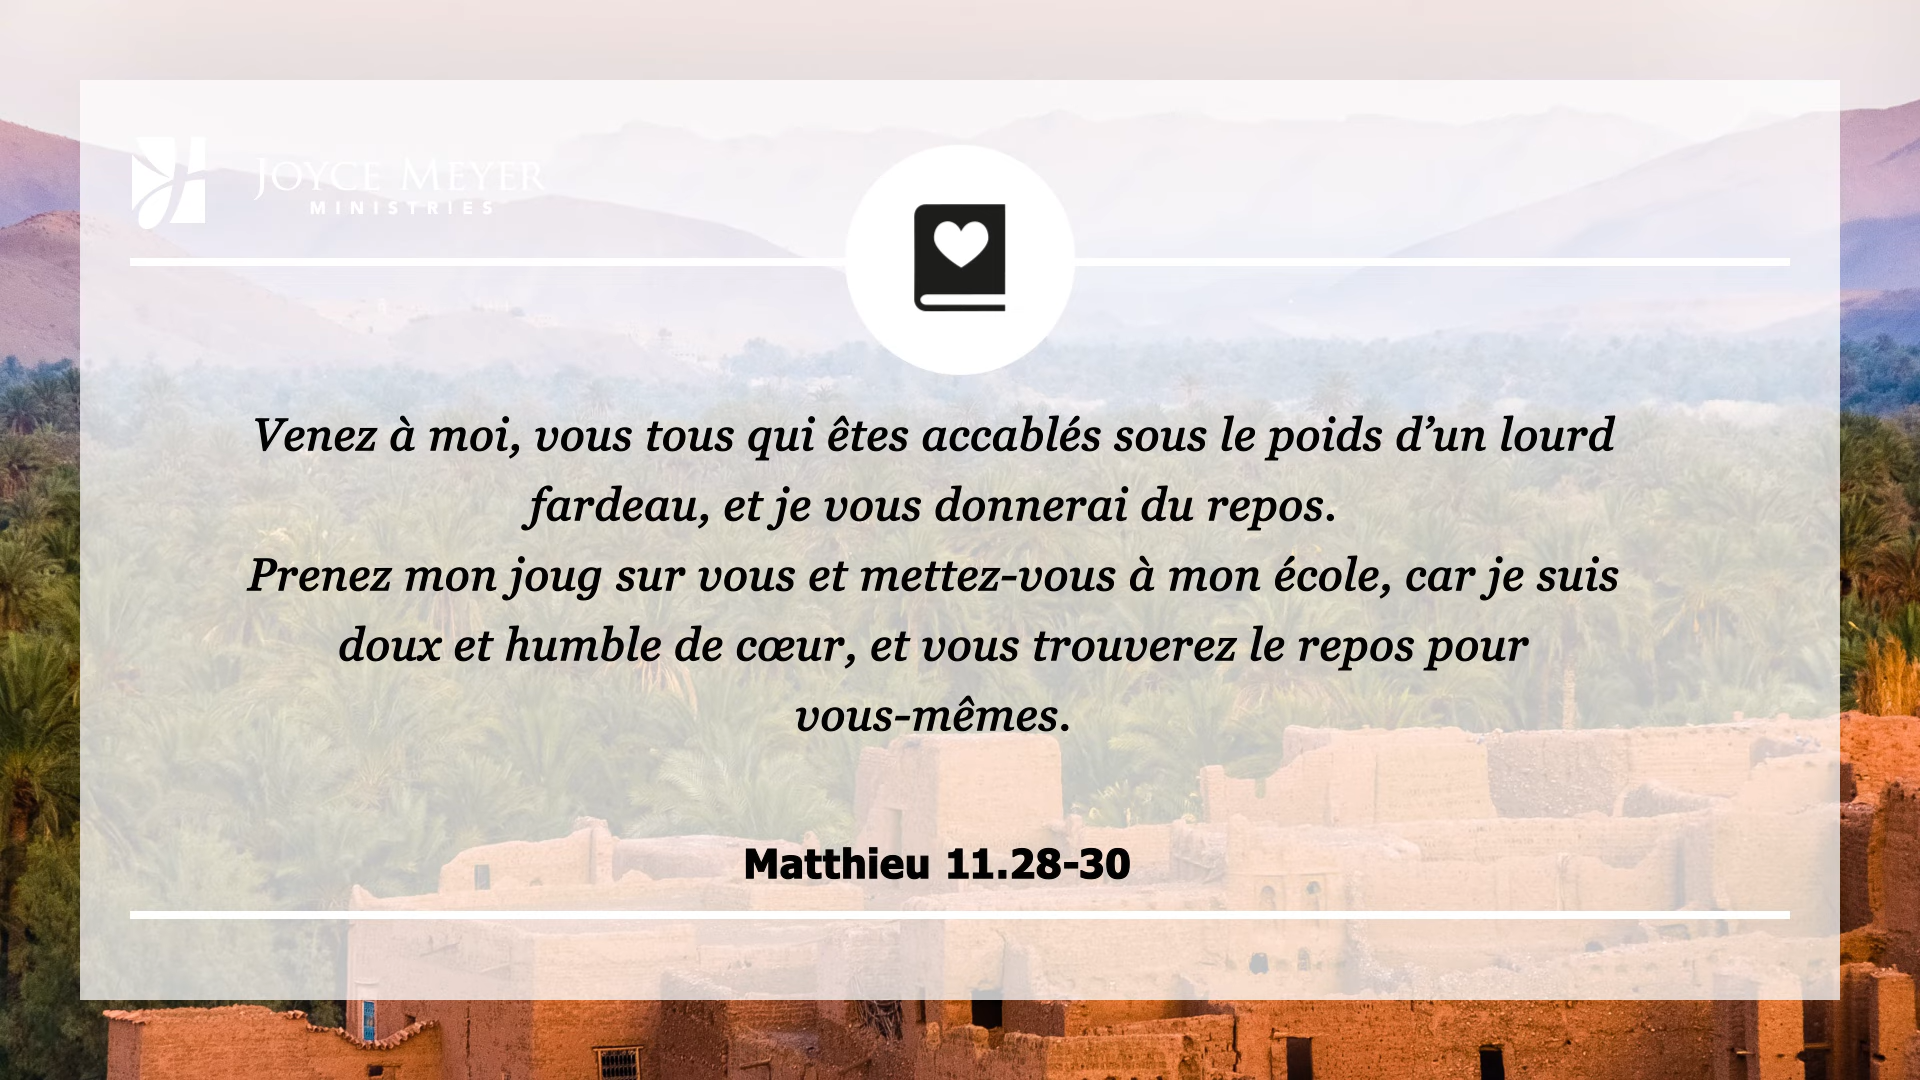 JOYCE MEYER
MINISTRIES
Venez à moi, vous tous qui êtes accablés sous le poids d’un lourd
fardeau, et je vous donnerai du repos.
Prenez mon joug sur vous et mettez-vous à mon école, car je suis
doux et humble de cœur, et vous trouverez le repos pour
vous-mêmes.
Matthieu 11.28-30